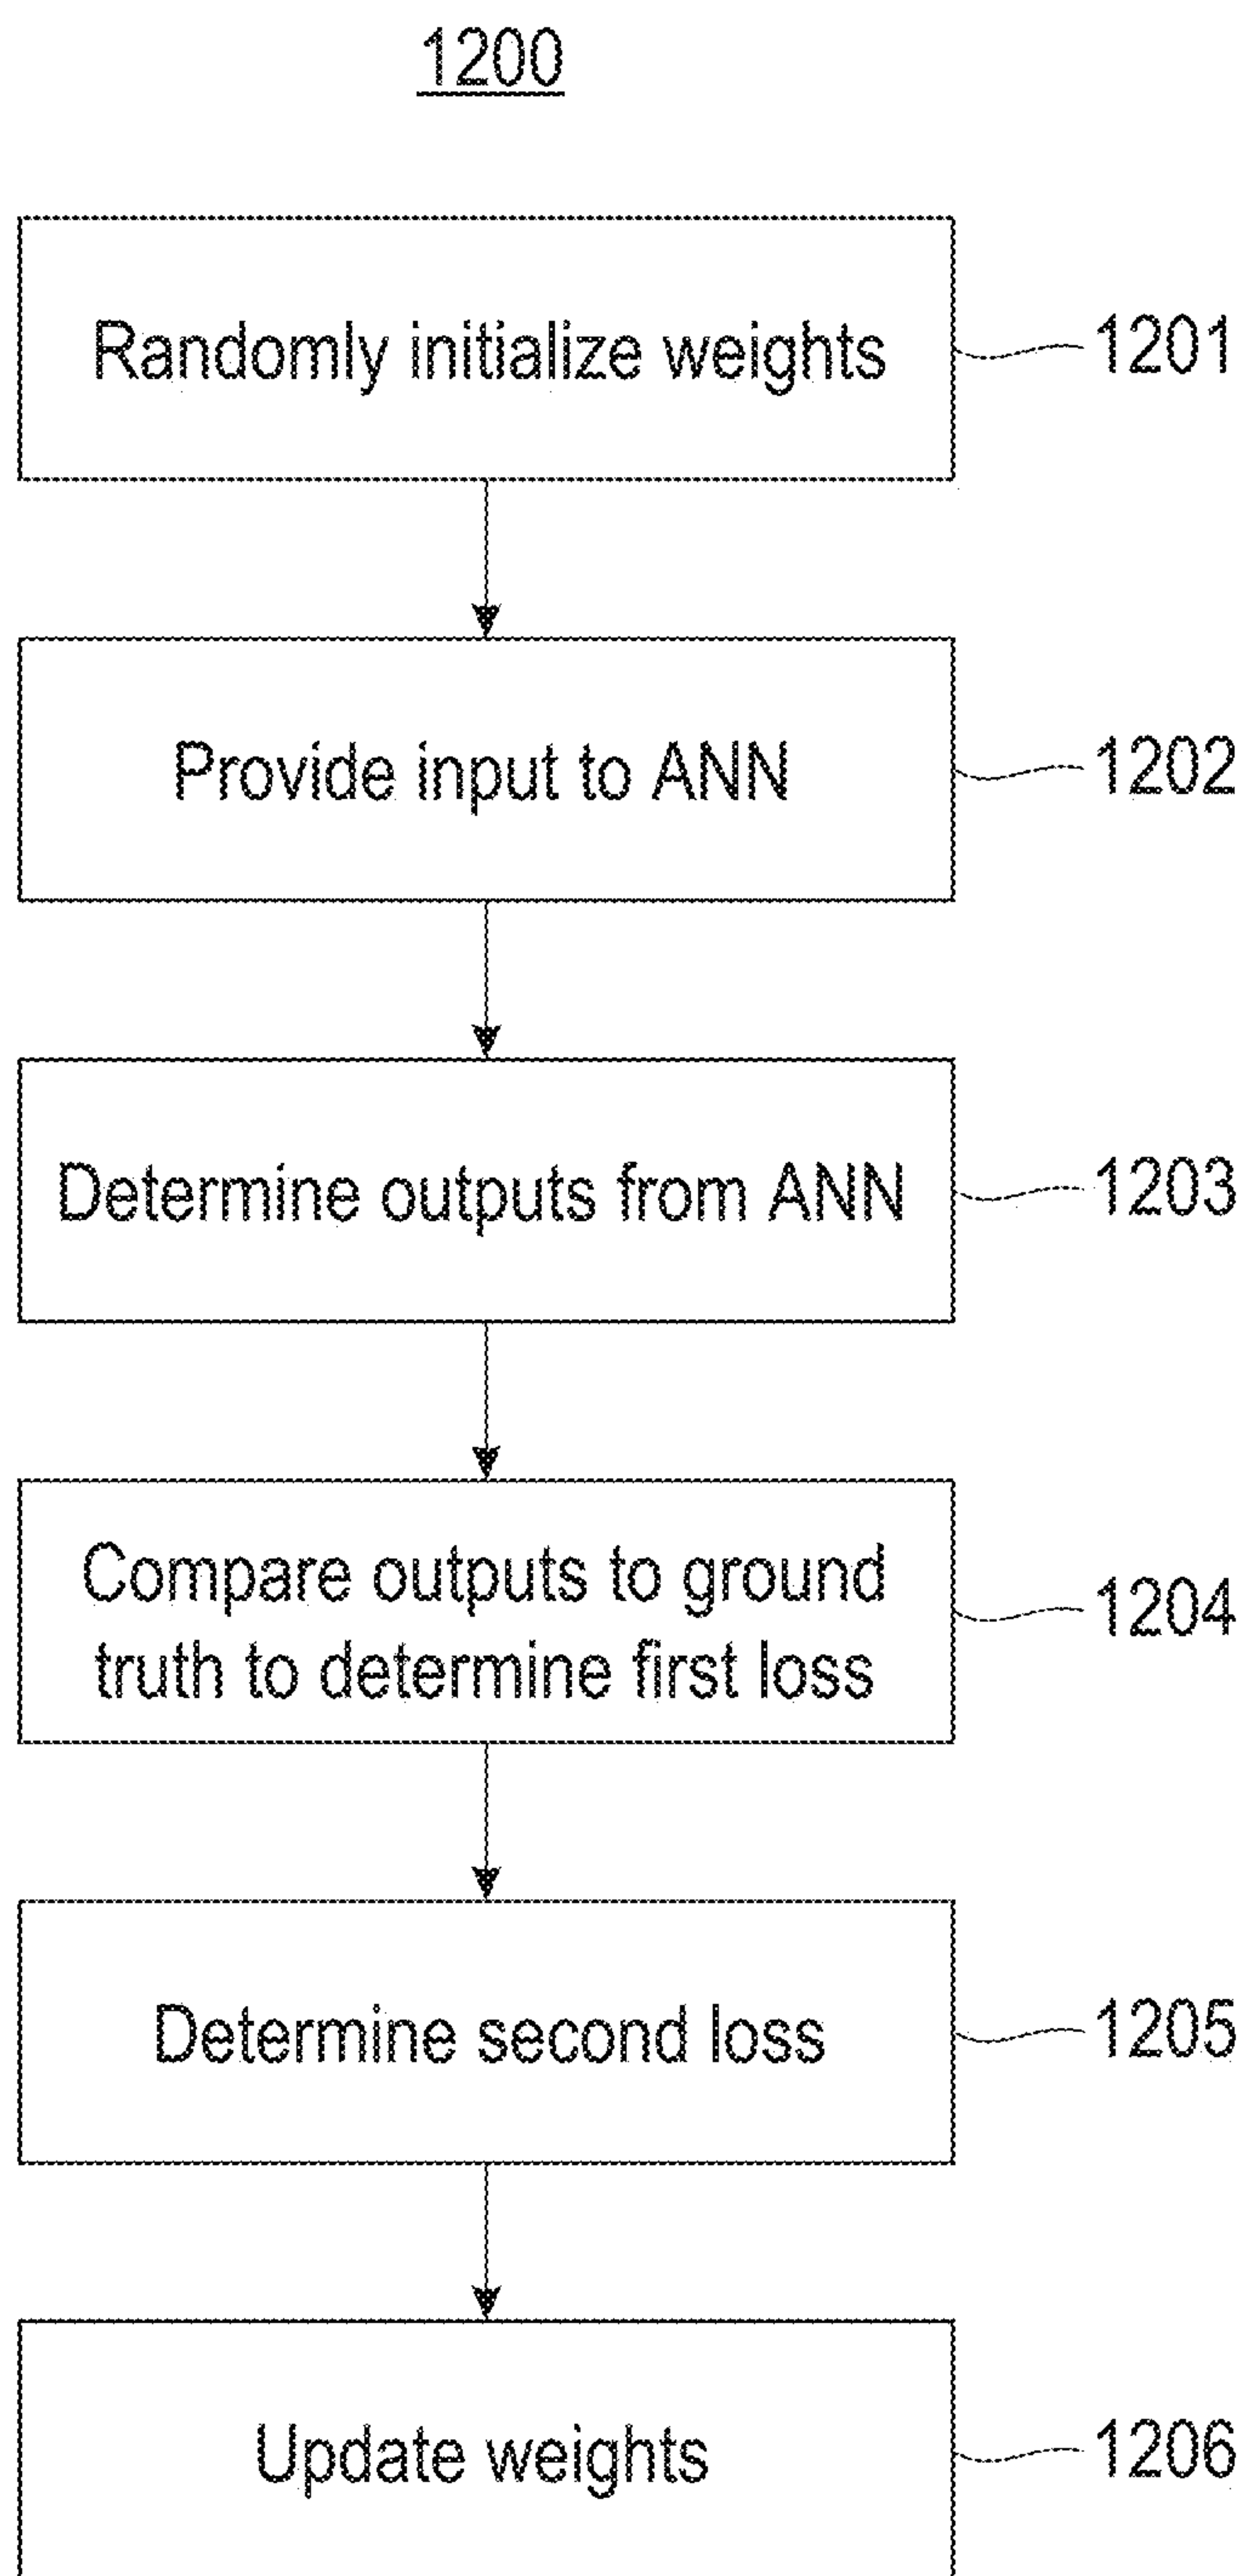 1200
Randomly initialize weights
1201
Provide input to ANN
1202
Determine outputs from ANN
1203
Compare outputs to ground
truth to determine first loss
1204
Determine second loss
1205
Update weights
1206